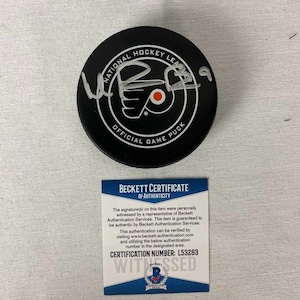 NATIONAL HOCKEY LEAGUE
OFFICIAL GAME PUCK
BECKETT CERTIFICATE
OF AUTHENTICITY
The signature(s) on this item were personally
witnessed by a representative of Beckett
Authentication Services. This item is guaranteed to
be authentic by Beckett Authentication Services.
This authentication can be verified by
visiting www.beckett-authentication.com
and utilizing the below number
in the designated area.
CERTIFICATION NUMBER: LS3283
WITNESSED
B